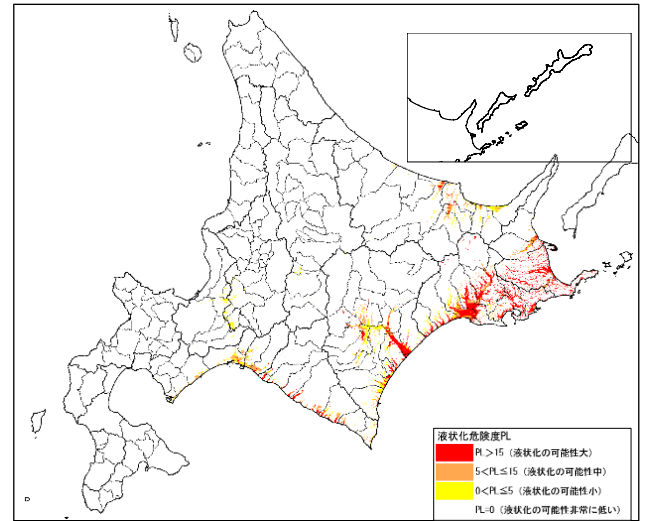 液状化危険度PL
PL＞15（液状化の可能性大）
5＜PL≦15（液状化の可能性中）
0＜PL≦5（液状化の可能性小）
PL=0（液状化の可能性非常に低い）